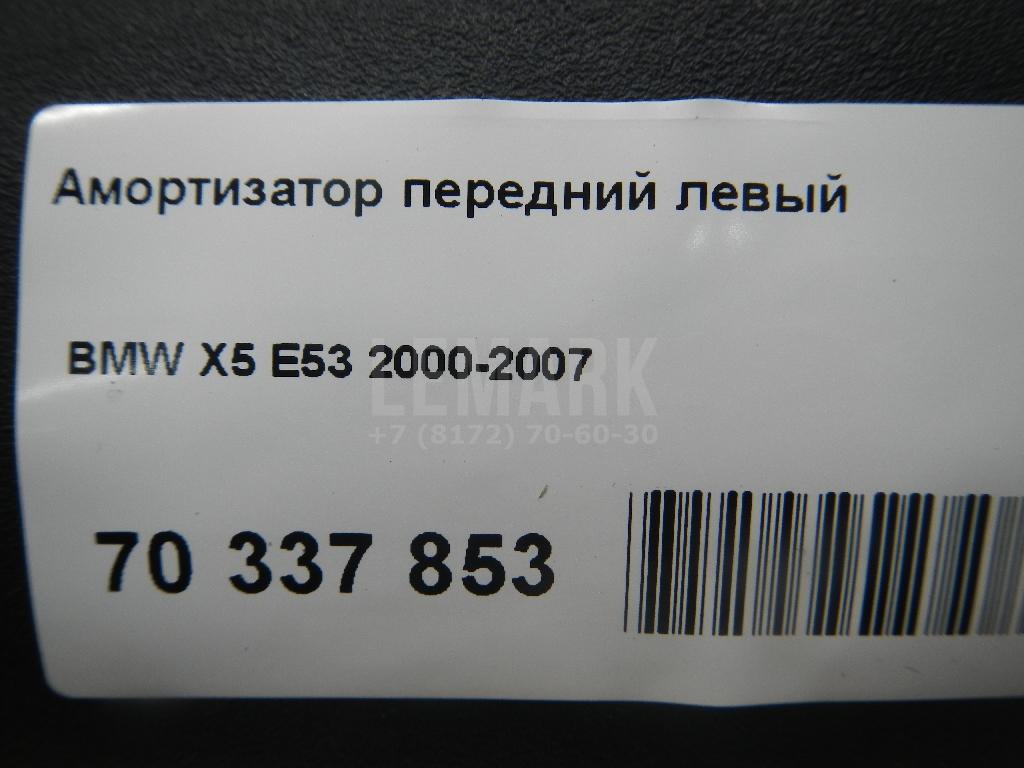 Амортизатор передний левый
BMW X5 E53 2000-2007
LEMARK
+7 (8172) 70-60-30
70 337 853